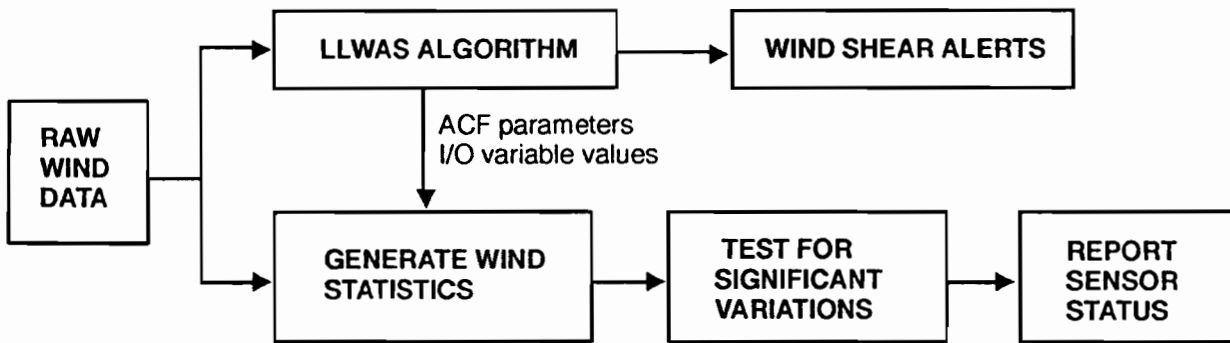 LLWAS ALGORITHM
WIND SHEAR ALERTS
RAW
WIND
DATA
ACF parameters
I/O variable values
GENERATE WIND
STATISTICS
TEST FOR
SIGNIFICANT
VARIATIONS
REPORT
SENSOR
STATUS